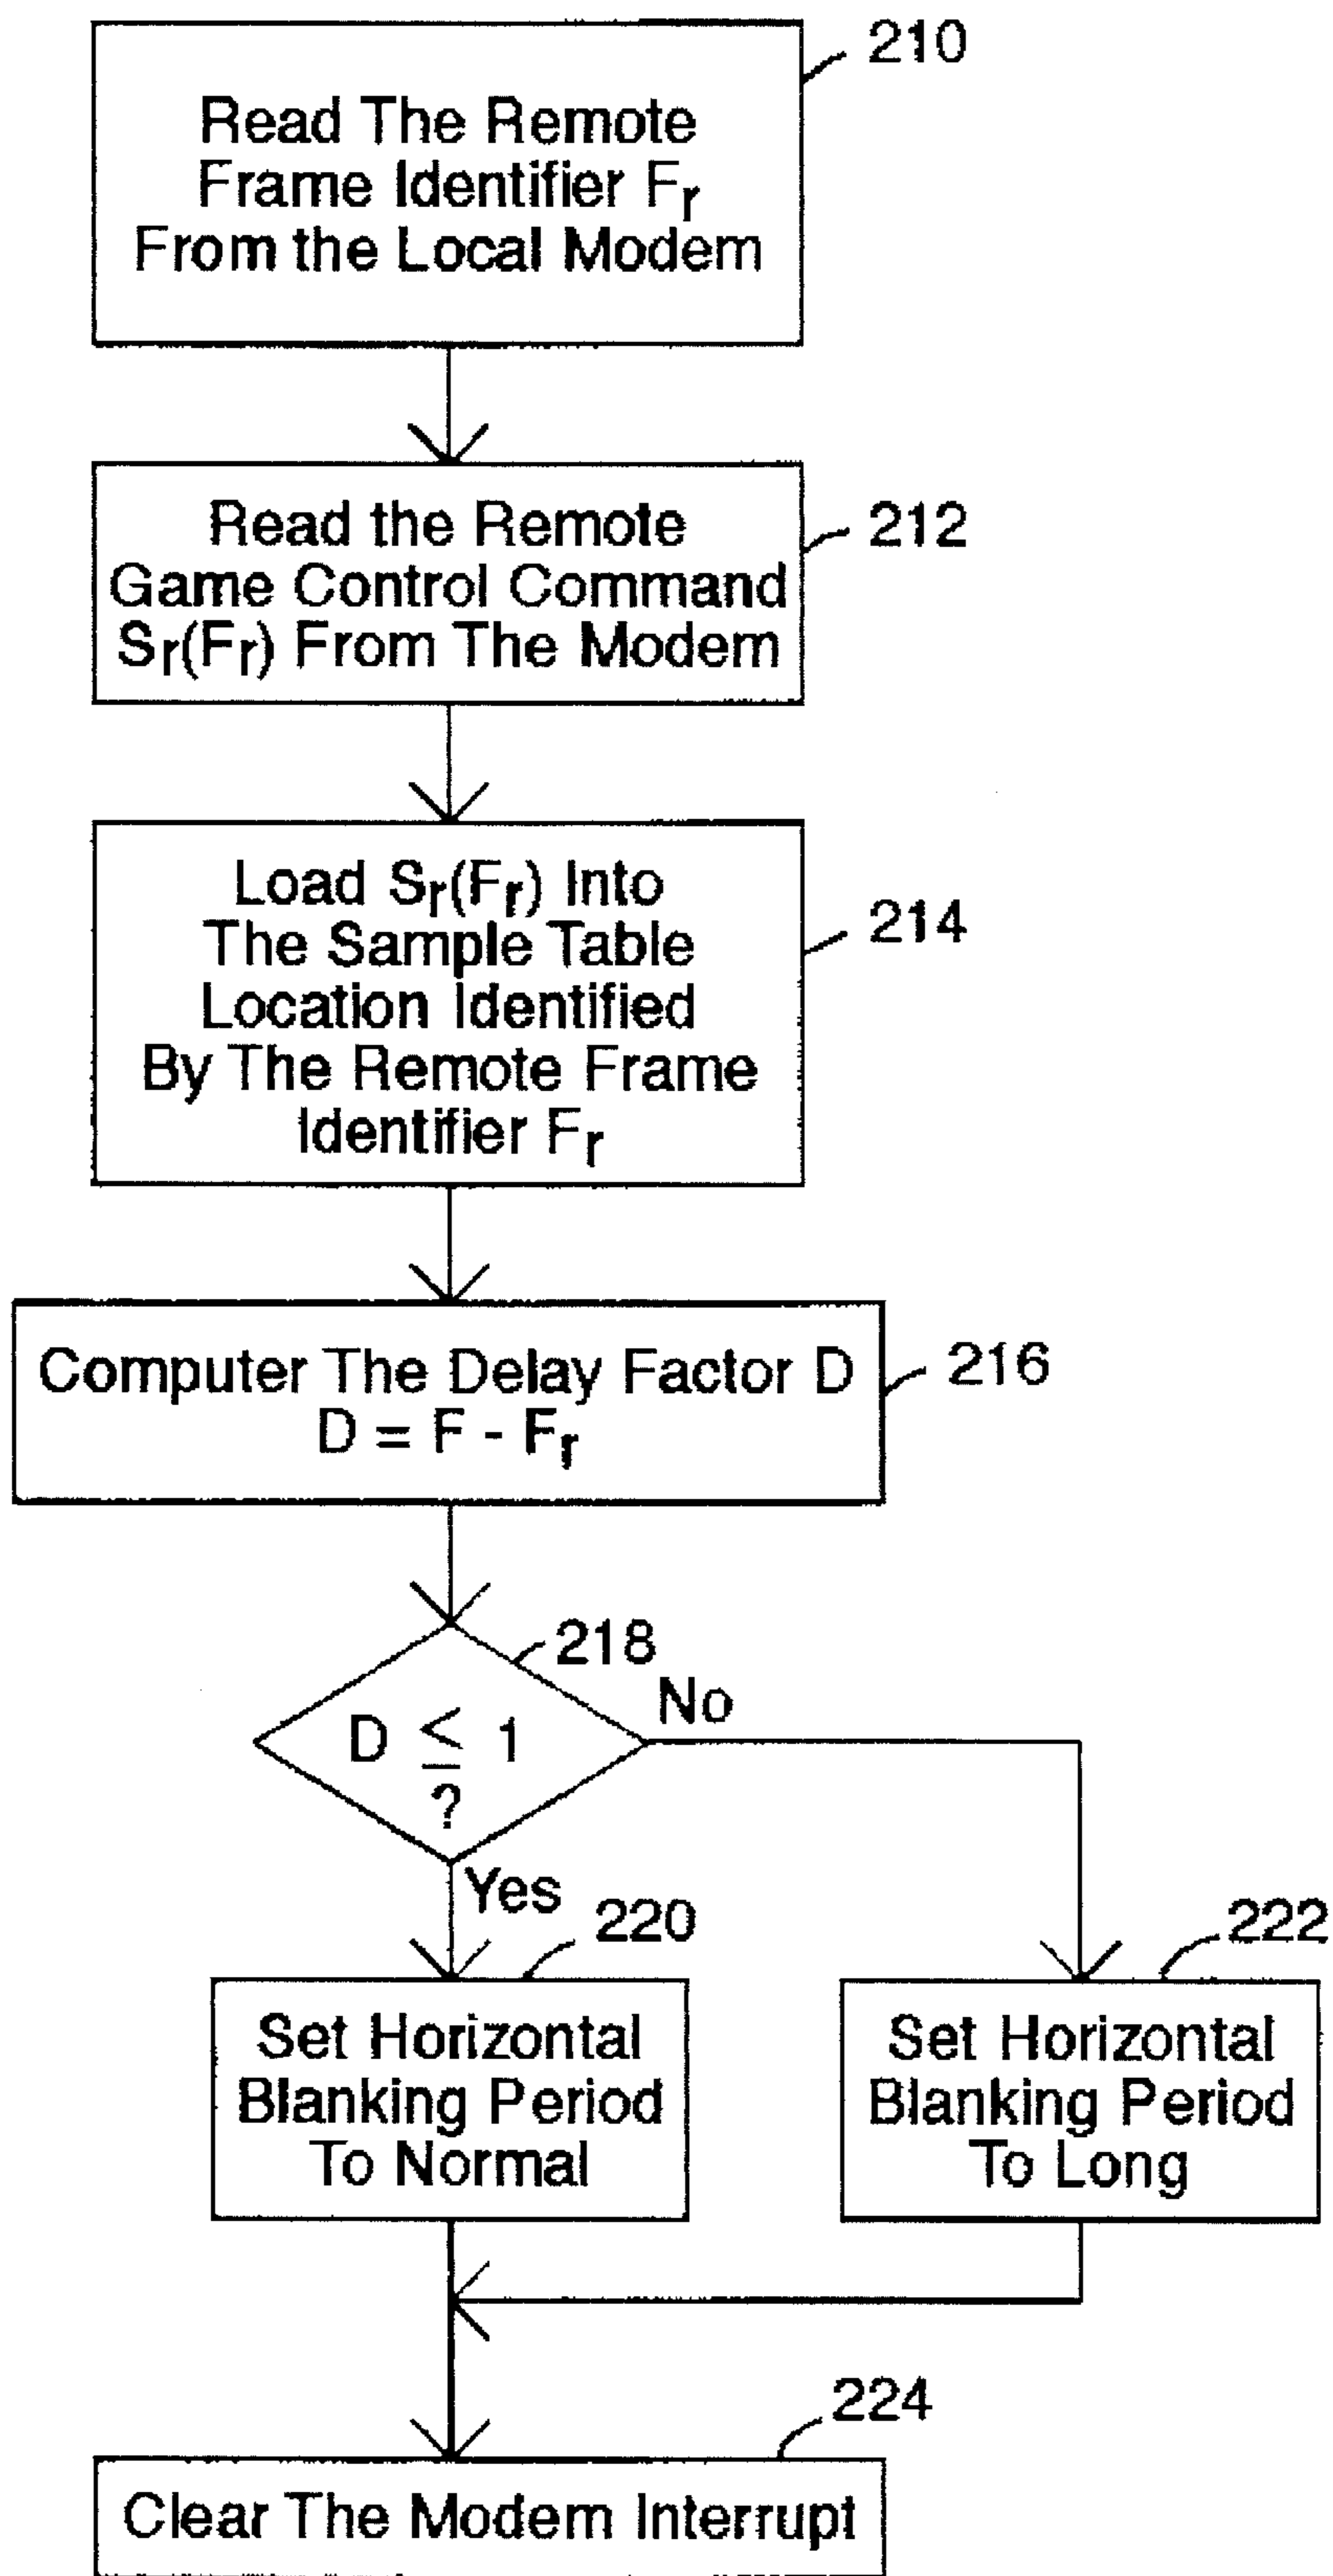 210
Read The Remote
Frame Identifier Fr
From the Local Modem
212
Read the Remote
Game Control Command
Sr(Fr) From The Modem
214
Load Sr(Fr) Into
The Sample Table
Location Identified
By The Remote Frame
Identifier Fr
216
Computer The Delay Factor D
D = F - Fr
218
D ≤ 1
?
No
Yes
220
Set Horizontal
Blanking Period
To Normal
222
Set Horizontal
Blanking Period
To Long
224
Clear The Modem Interrupt